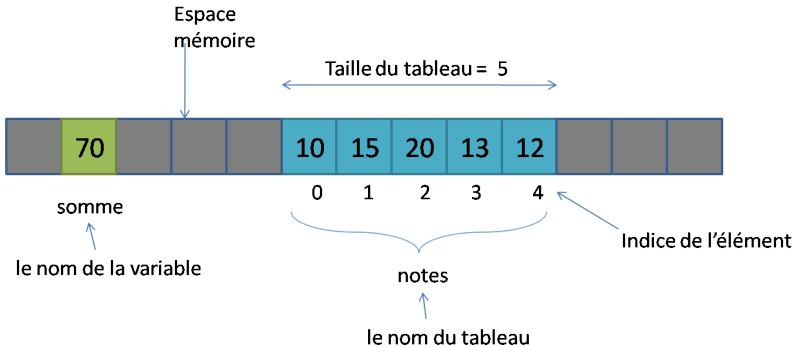 Espace
mémoire
Taille du tableau = 5
70
10 15 20 13 12
0 1 2 3 4
somme
Indice de l'élément
le nom de la variable
notes
le nom du tableau